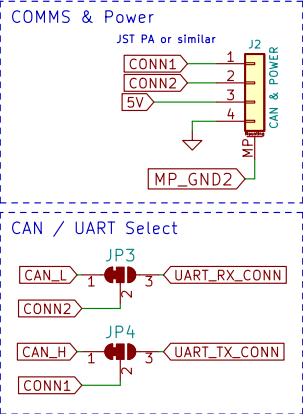 COMMS & Power
JST PA or similar
J2
CONN1 1
CONN2 2
5V 3
4
CAN & POWER
MP
MP_GND2
CAN / UART Select
JP3
CAN_L 1 3 UART_RX_CONN
2
CONN2
JP4
CAN_H 1 3 UART_TX_CONN
2
CONN1